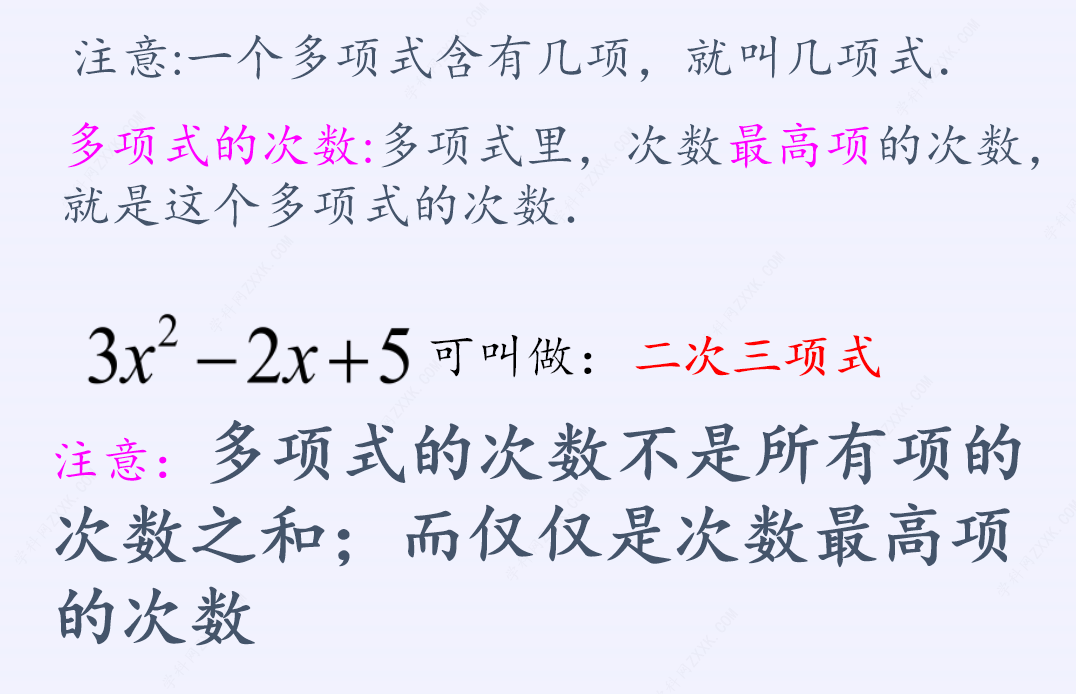 注意:一个多项式含有几项，就叫几项式.
多项式的次数:多项式里，次数最高项的次数，
就是这个多项式的次数.
3x² －2x+5 可叫做：二次三项式
注意：多项式的次数不是所有项的
次数之和；而仅仅是次数最高项
的次数